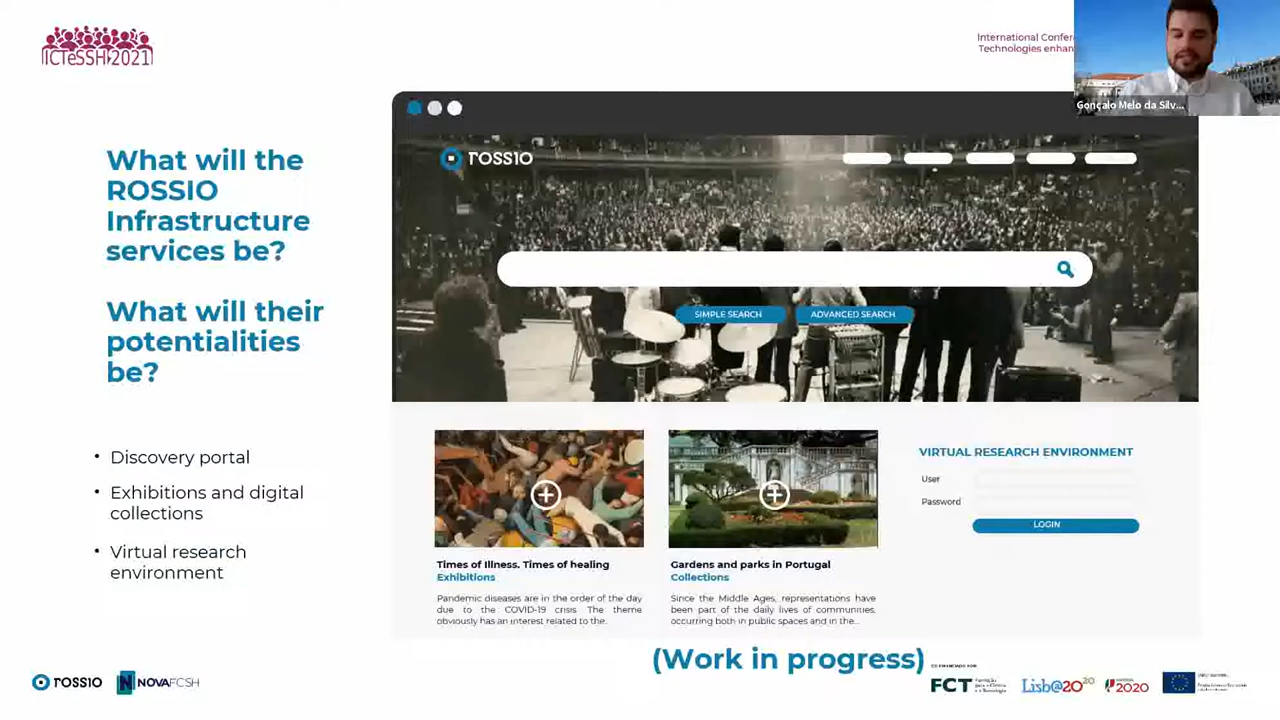 ICTeSSH2021
International Confere
Technologies enhan
Gonçalo Melo da Silv...
What will the
ROSSIO
Infrastructure
services be?
What will their
potentialities
be?
• Discovery portal
• Exhibitions and digital
collections
• Virtual research
environment
rossio
SIMPLE SEARCH
ADVANCED SEARCH
Times of Illness. Times of healing
Exhibitions
Pandemic diseases are in the order of the day
due to the COVID-19 crisis. The theme
obviously has an interest related to the..
Gardens and parks in Portugal
Collections
Since the Middle Ages, representations have
been part of the daily lives of communities,
occurring both in public spaces and in the...
VIRTUAL RESEARCH ENVIRONMENT
User
Password
LOGIN
(Work in progress)
rossio
N NOVAFCSH
CO-FINANCIADO POR
FCT
Lisb@2020
2020